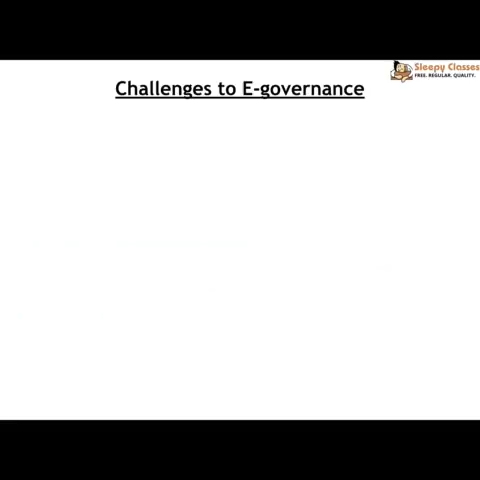 Sleepy Classes
FREE. REGULAR. QUALITY.
Challenges to E-governance